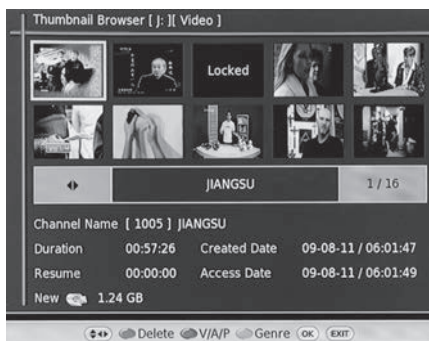 Thumbnail Browser [ J: ][ Video ]
Locked
JIANGSU
1 / 16
Channel Name [ 1005 ] JIANGSU
Duration 00:57:26 Created Date 09-08-11 / 06:01:47
Resume 00:00:00 Access Date 09-08-11 / 06:01:49
New 1.24 GB
Delete V/A/P Genre OK EXIT